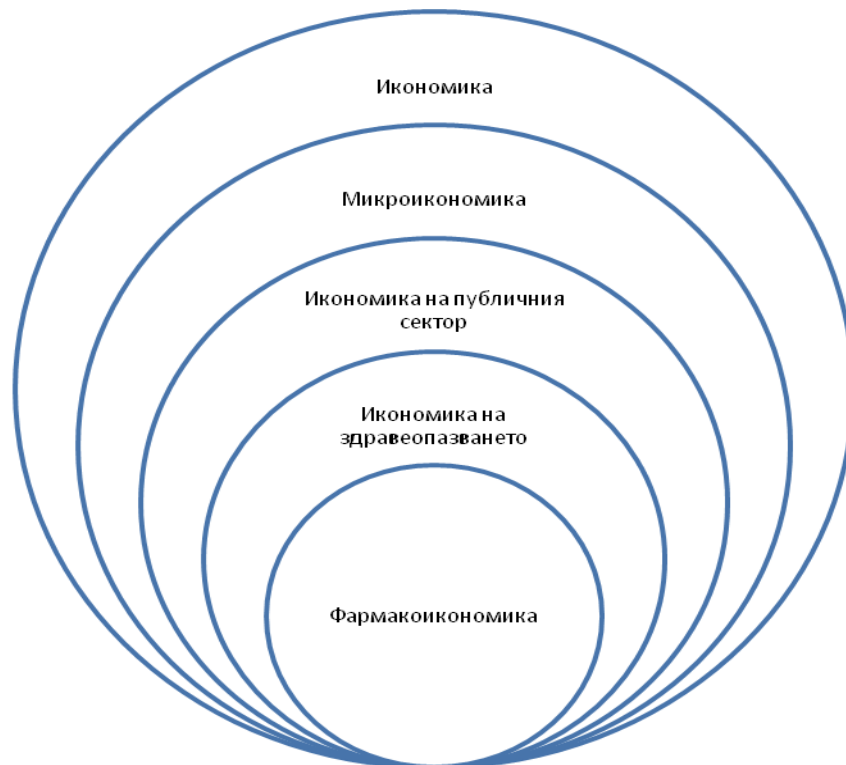 Икономика
Микроикономика
Икономика на публичния
сектор
Икономика на
здравеопазването
Фармакоикономика